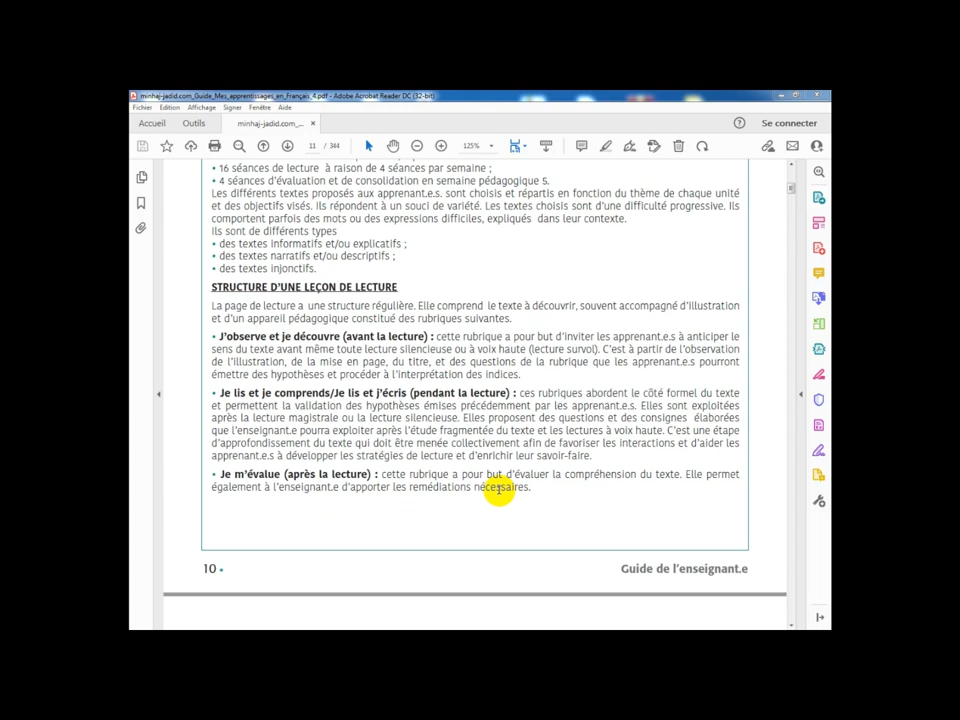 minhaj-jadid.com_Guide_Mes_apprentissages_en_Français_4.pdf - Adobe Acrobat Reader DC (32-bit)
Fichier Edition Affichage Signer Fenêtre Aide
Accueil Outils minhaj-jadid.com_... × Se connecter
11 / 344 125%
• 16 séances de lecture à raison de 4 séances par semaine ;
• 4 séances d'évaluation et de consolidation en semaine pédagogique 5.
Les différents textes proposés aux apprenant.e.s. sont choisis et répartis en fonction du thème de chaque unité
et des objectifs visés. Ils répondent à un souci de variété. Les textes choisis sont d'une difficulté progressive. Ils
comportent parfois des mots ou des expressions difficiles, expliqués dans leur contexte.
Ils sont de différents types
• des textes informatifs et/ou explicatifs ;
• des textes narratifs et/ou descriptifs ;
• des textes injonctifs.
STRUCTURE D'UNE LEÇON DE LECTURE
La page de lecture a une structure régulière. Elle comprend le texte à découvrir, souvent accompagné d'illustration
et d'un appareil pédagogique constitué des rubriques suivantes.
• J'observe et je découvre (avant la lecture) : cette rubrique a pour but d'inviter les apprenant.e.s à anticiper le
sens du texte avant même toute lecture silencieuse ou à voix haute (lecture survol). C'est à partir de l'observation
de l'illustration, de la mise en page, du titre, et des questions de la rubrique que les apprenant.e.s pourront
émettre des hypothèses et procéder à l'interprétation des indices.
• Je lis et je comprends/Je lis et j'écris (pendant la lecture) : ces rubriques abordent le côté formel du texte
et permettent la validation des hypothèses émises précédemment par les apprenant.e.s. Elles sont exploitées
après la lecture magistrale ou la lecture silencieuse. Elles proposent des questions et des consignes élaborées
que l'enseignant.e pourra exploiter après l'étude fragmentée du texte et les lectures à voix haute. C'est une étape
d'approfondissement du texte qui doit être menée collectivement afin de favoriser les interactions et d'aider les
apprenant.e.s à développer les stratégies de lecture et d'enrichir leur savoir-faire.
• Je m'évalue (après la lecture) : cette rubrique a pour but d'évaluer la compréhension du texte. Elle permet
également à l'enseignant.e d'apporter les remédiations nécessaires.
10 • Guide de l'enseignant.e